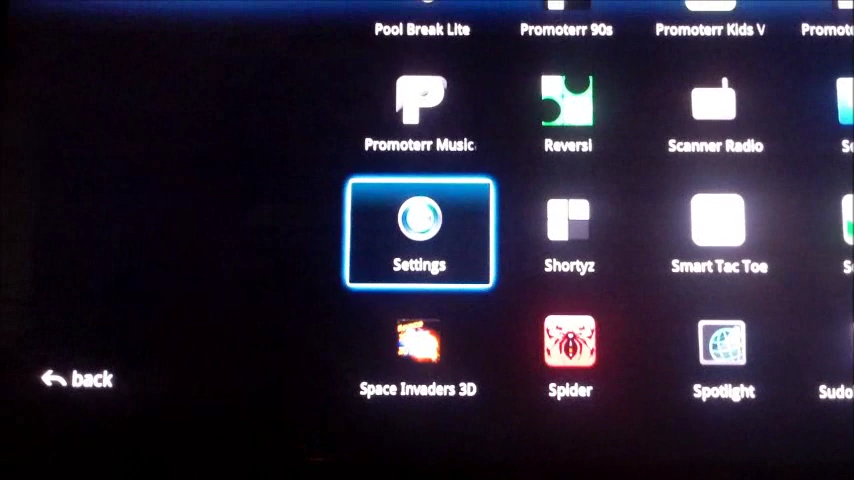 Pool Break Lite
Promoterr 90s
Promoterr Kids V
Promoterr Music
Reversi
Scanner Radio
Settings
Shortyz
Smart Tac Toe
Space Invaders 3D
Spider
Spotlight
back